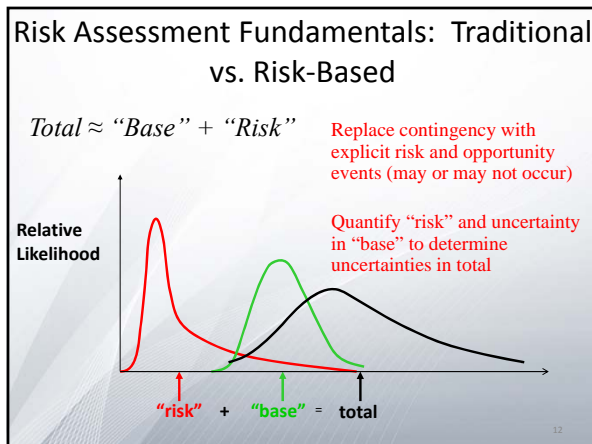 Risk Assessment Fundamentals: Traditional
vs. Risk-Based
Total ≈ “Base” + “Risk”
Replace contingency with
explicit risk and opportunity
events (may or may not occur)
Quantify “risk” and uncertainty
in “base” to determine
uncertainties in total
Relative
Likelihood
“risk” + “base” = total
12